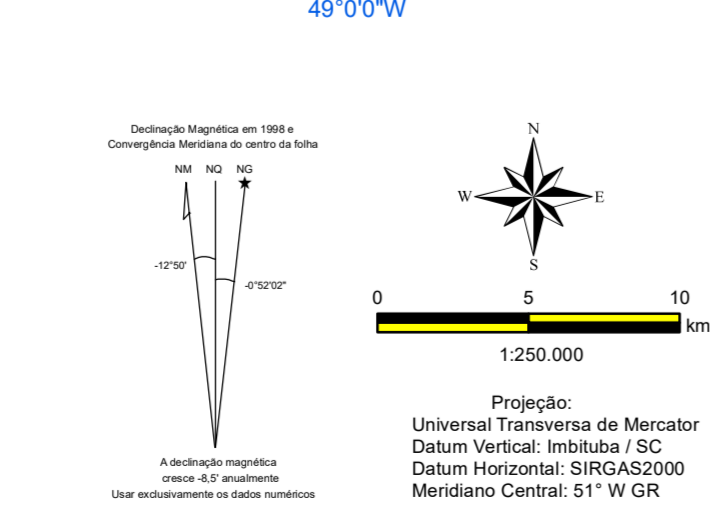 49°0'0"W
Declinação Magnética em 1998 e
Convergência Meridiana do centro da folha
NM NQ NG
-12°50'
-0°52'02"
A declinação magnética
cresce -8,5' anualmente
Usar exclusivamente os dados numéricos
N
W E
S
0 5 10
km
1:250.000
Projeção:
Universal Transversa de Mercator
Datum Vertical: Imbituba / SC
Datum Horizontal: SIRGAS2000
Meridiano Central: 51° W GR